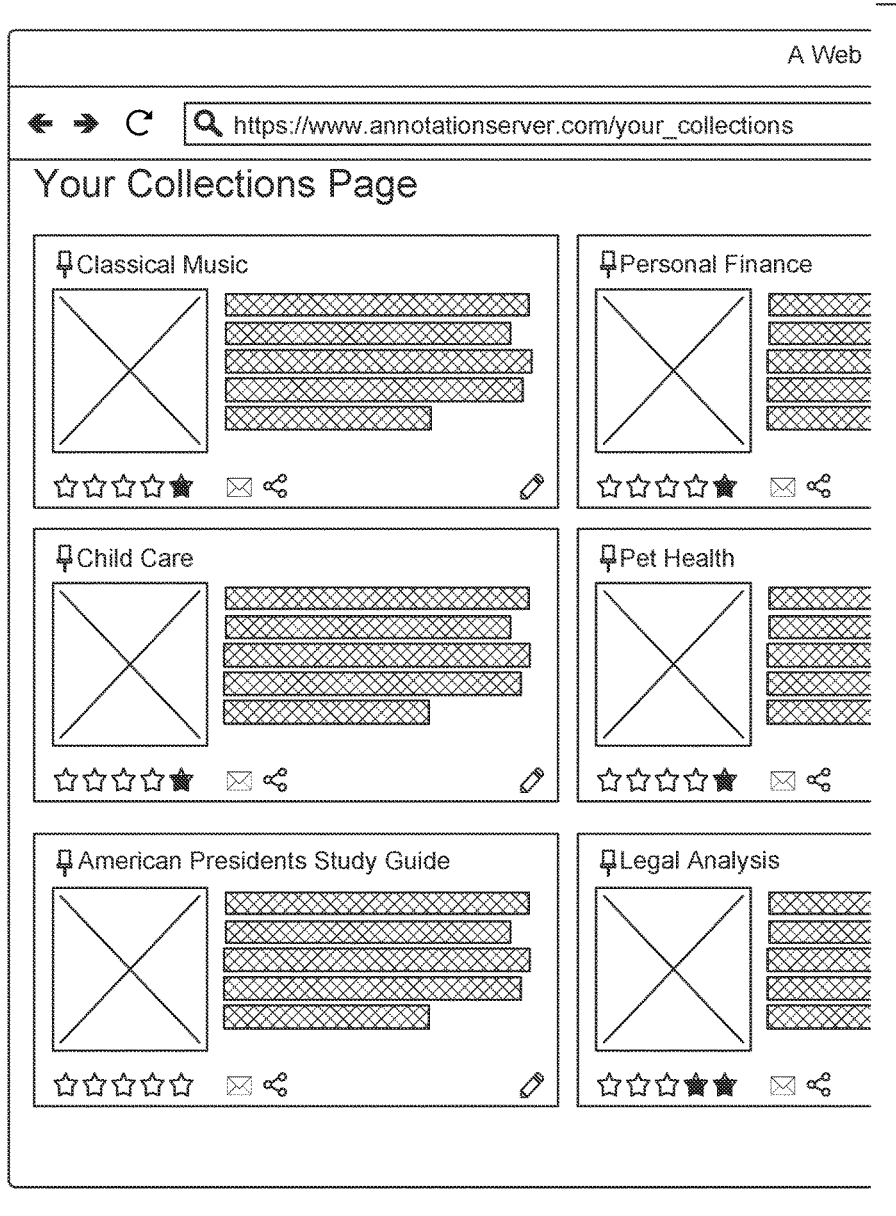 A Web
https://www.annotationserver.com/your_collections
Your Collections Page
Classical Music
Personal Finance
Child Care
Pet Health
American Presidents Study Guide
Legal Analysis